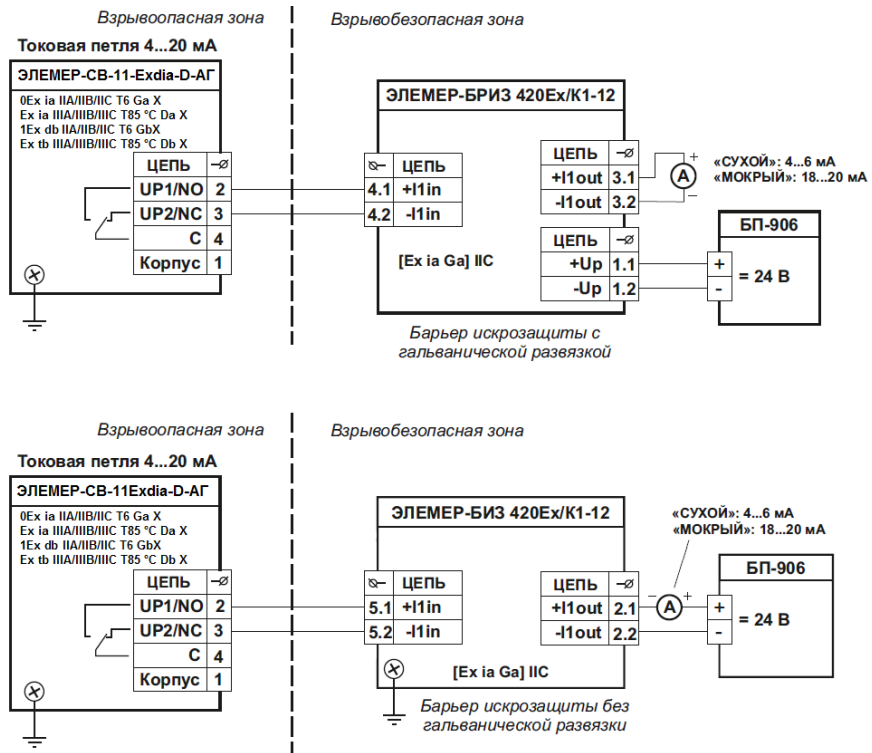 Взрывоопасная зона
Взрывобезопасная зона
Токовая петля 4...20 мА
ЭЛЕМЕР-СВ-11-Exdia-D-АГ
0Ex ia IIA/IIB/IIC T6 Ga X
Ex ia IIIA/IIIB/IIIC T85 °C Da X
1Ex db IIA/IIB/IIC T6 GbX
Ex tb IIIA/IIIB/IIIC T85 °C Db X
ЦЕПЬ
UP1/NO 2
UP2/NC 3
C 4
Корпус 1
ЭЛЕМЕР-БРИЗ 420Ex/К1-12
ЦЕПЬ
4.1 +I1in
4.2 -I1in
[Ex ia Ga] IIC
ЦЕПЬ
+I1out 3.1
-I1out 3.2
ЦЕПЬ
+Up 1.1
-Up 1.2
+
A
−
«СУХОЙ»: 4...6 мА
«МОКРЫЙ»: 18...20 мА
БП-906
+
-
= 24 В
Барьер искрозащиты с
гальванической развязкой
Взрывоопасная зона
Взрывобезопасная зона
Токовая петля 4...20 мА
ЭЛЕМЕР-СВ-11Exdia-D-АГ
0Ex ia IIA/IIB/IIC T6 Ga X
Ex ia IIIA/IIIB/IIIC T85 °C Da X
1Ex db IIA/IIB/IIC T6 GbX
Ex tb IIIA/IIIB/IIIC T85 °C Db X
ЦЕПЬ
UP1/NO 2
UP2/NC 3
C 4
Корпус 1
ЭЛЕМЕР-БИЗ 420Ex/К1-12
ЦЕПЬ
5.1 +I1in
5.2 -I1in
ЦЕПЬ
+I1out 2.1
-I1out 2.2
[Ex ia Ga] IIC
«СУХОЙ»: 4...6 мА
«МОКРЫЙ»: 18...20 мА
− A +
БП-906
+
-
= 24 В
Барьер искрозащиты без
гальванической развязки